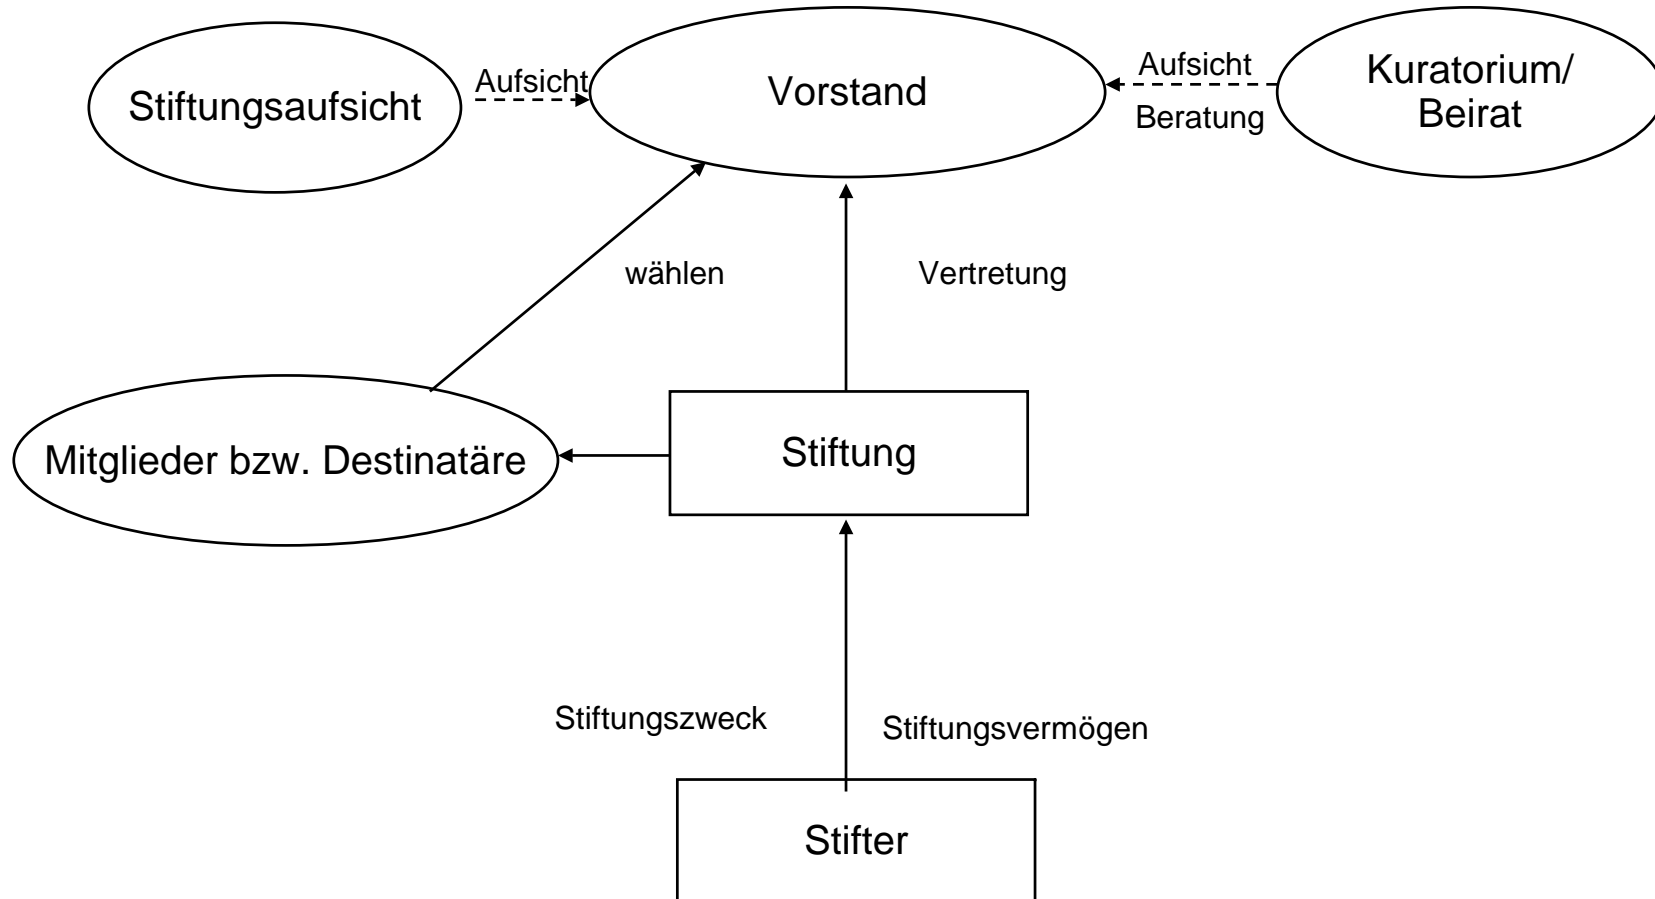 Stiftungsaufsicht
Aufsicht
Vorstand
Aufsicht
Beratung
Kuratorium/
Beirat
wählen
Vertretung
Mitglieder bzw. Destinatäre
Stiftung
Stiftungszweck
Stiftungsvermögen
Stifter